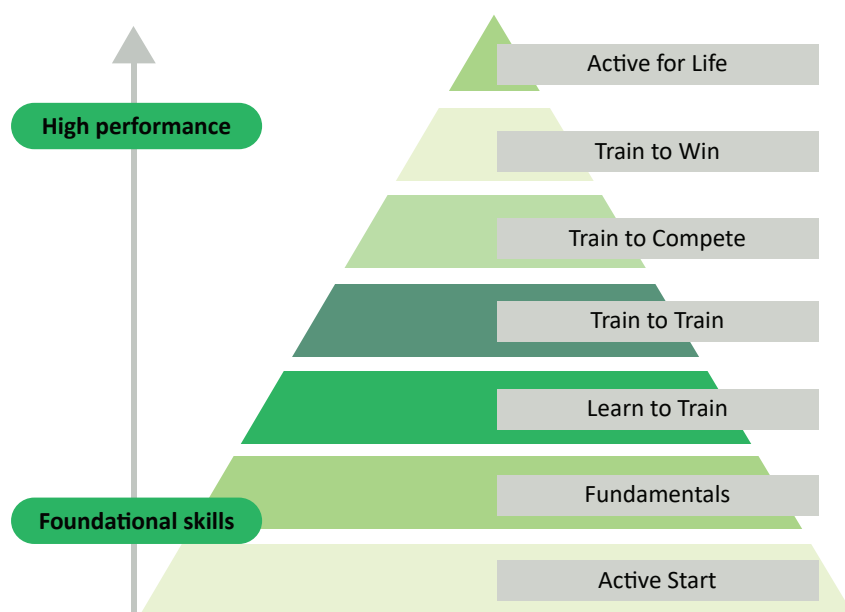 Active for Life
High performance
Train to Win
Train to Compete
Train to Train
Learn to Train
Fundamentals
Foundational skills
Active Start